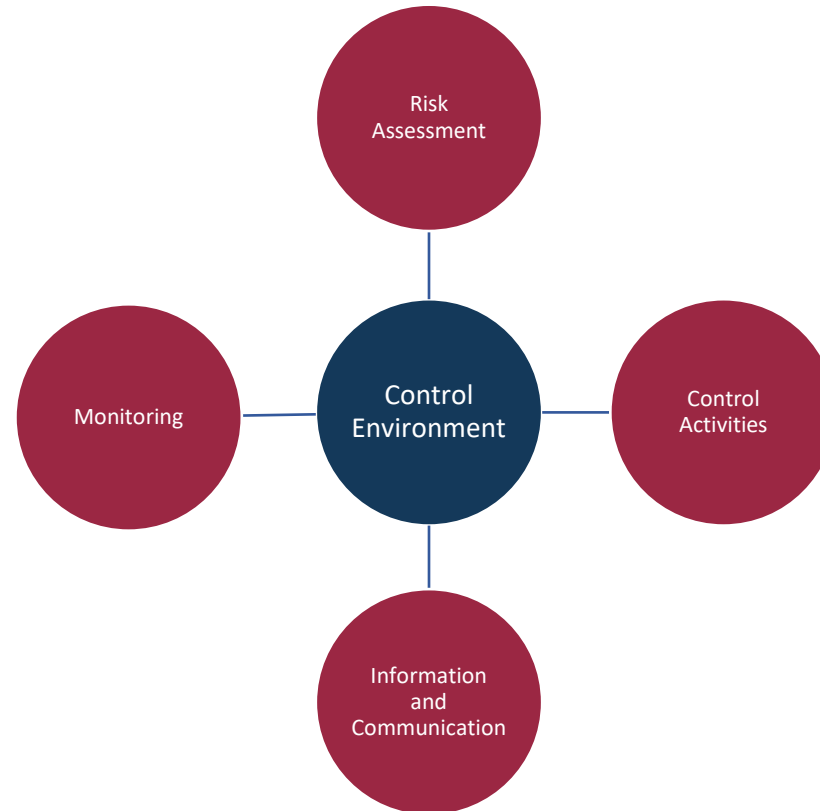 Risk
Assessment
Monitoring
Control
Environment
Control
Activities
Information
and
Communication